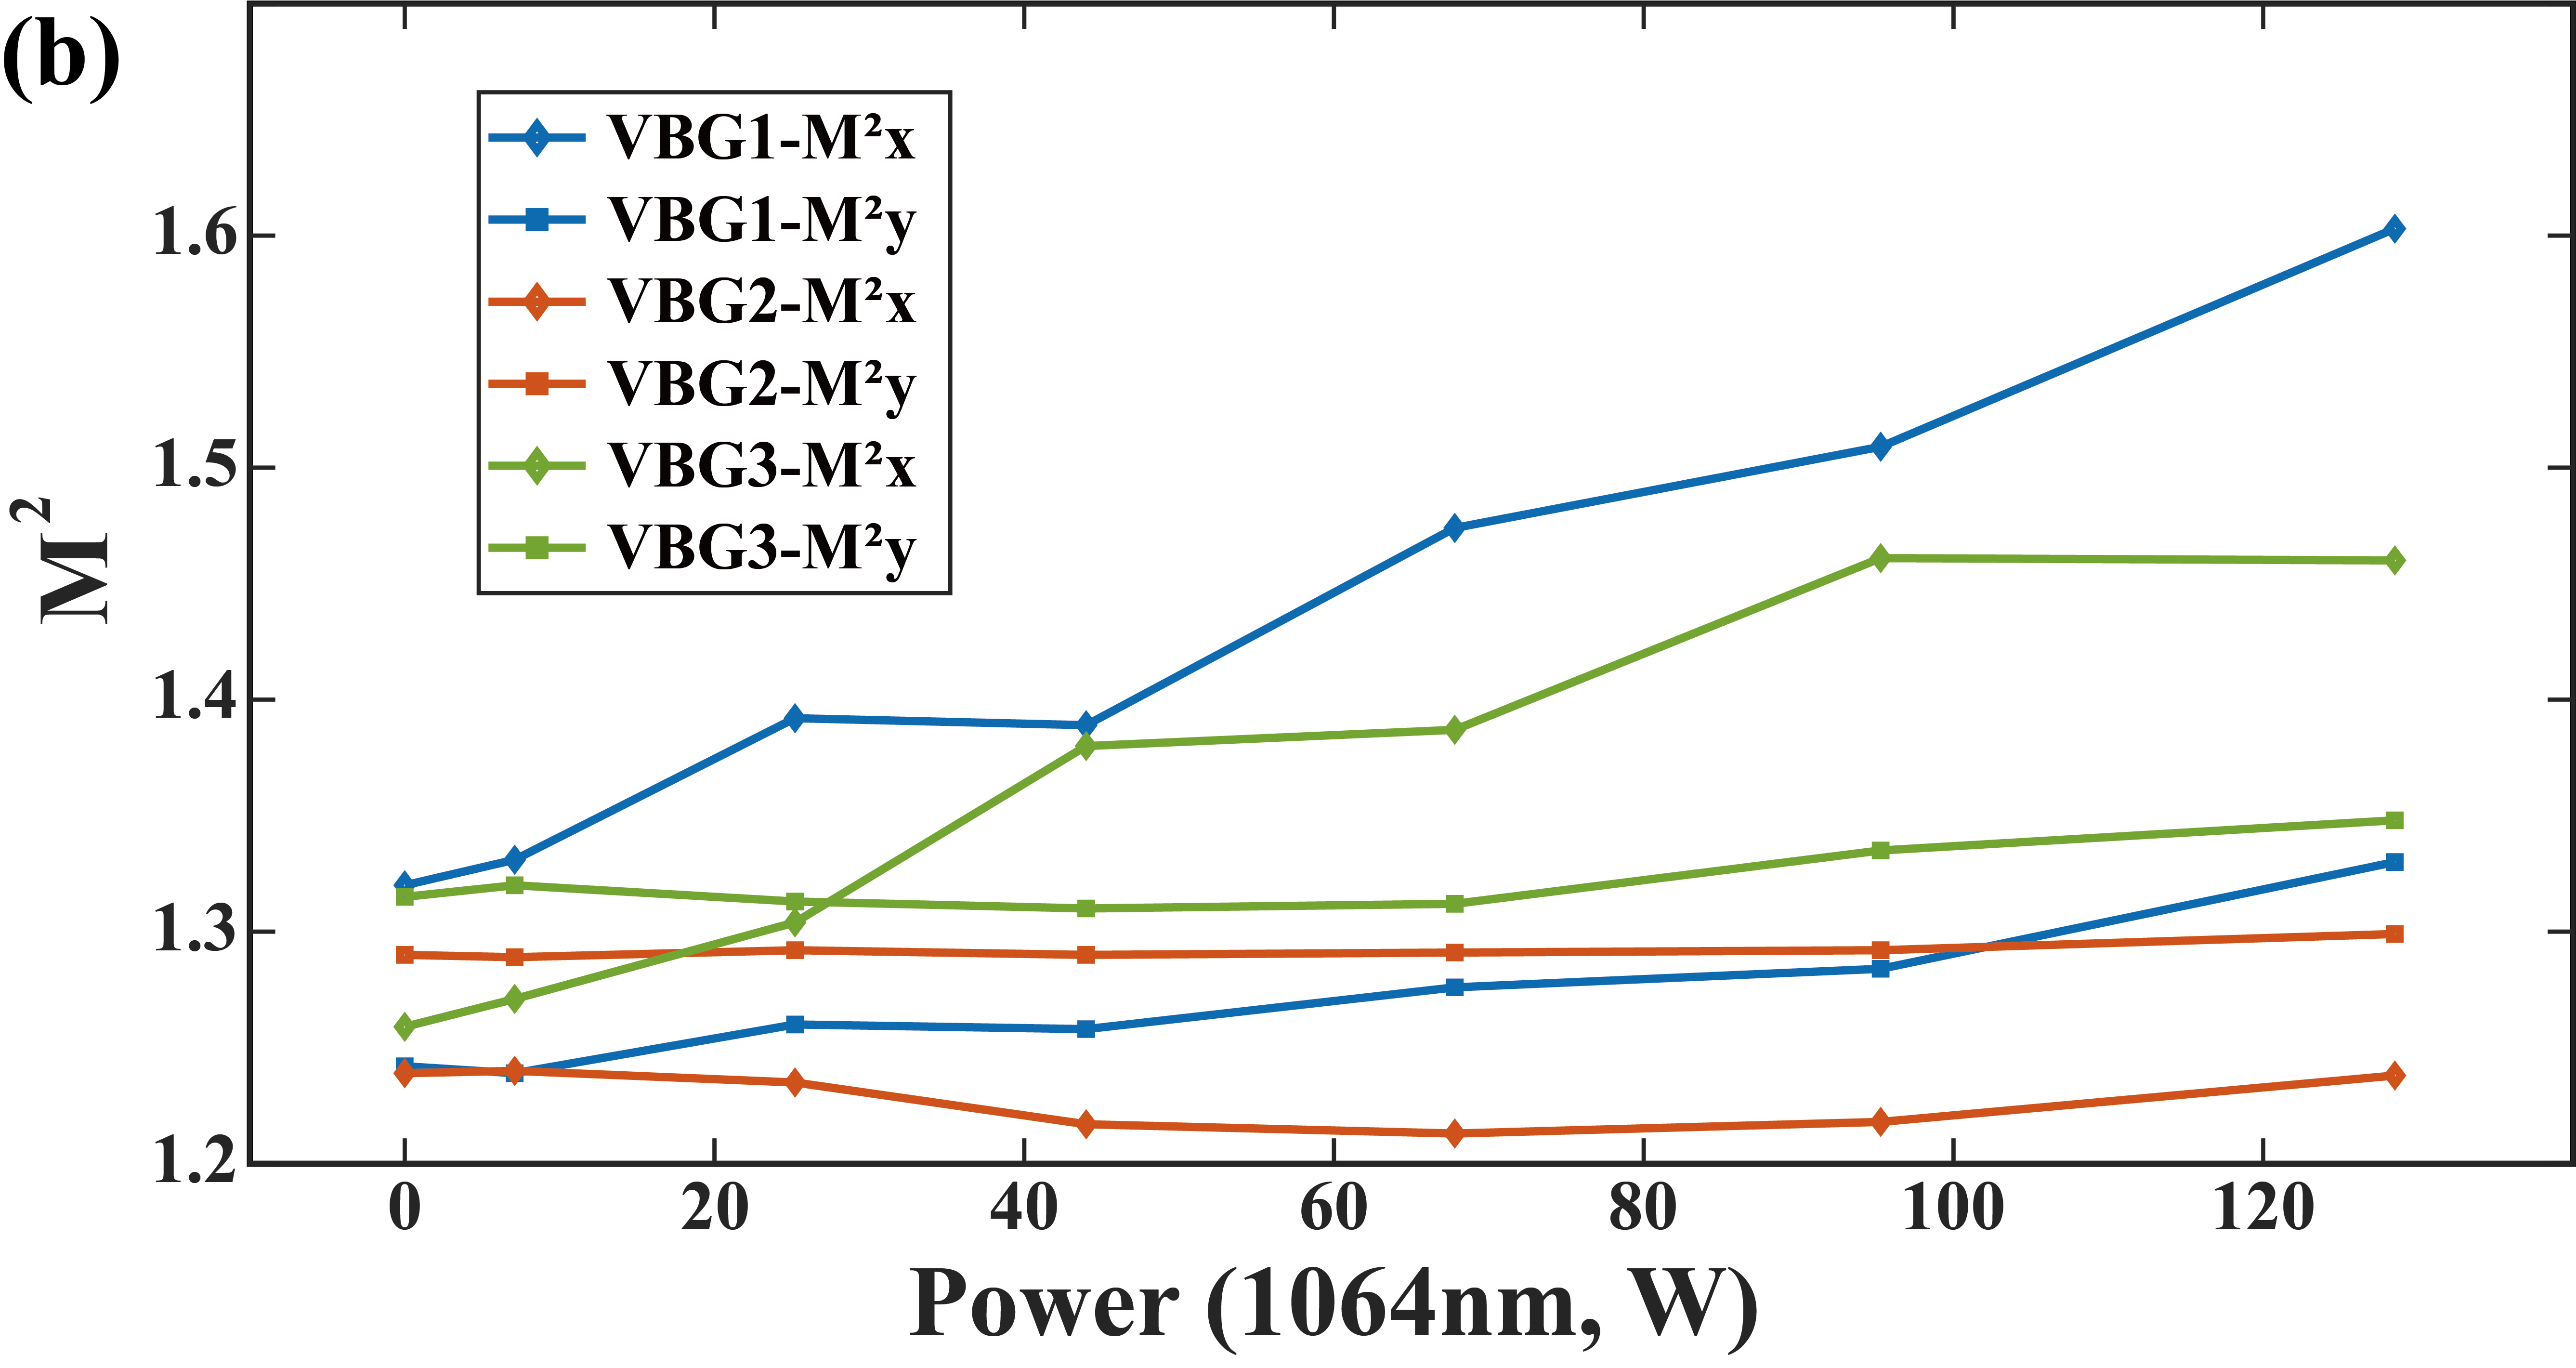 (b)
VBG1-M²x
VBG1-M²y
VBG2-M²x
VBG2-M²y
VBG3-M²x
VBG3-M²y
M²
1.6
1.5
1.4
1.3
1.2
0 20 40 60 80 100 120
Power (1064nm, W)